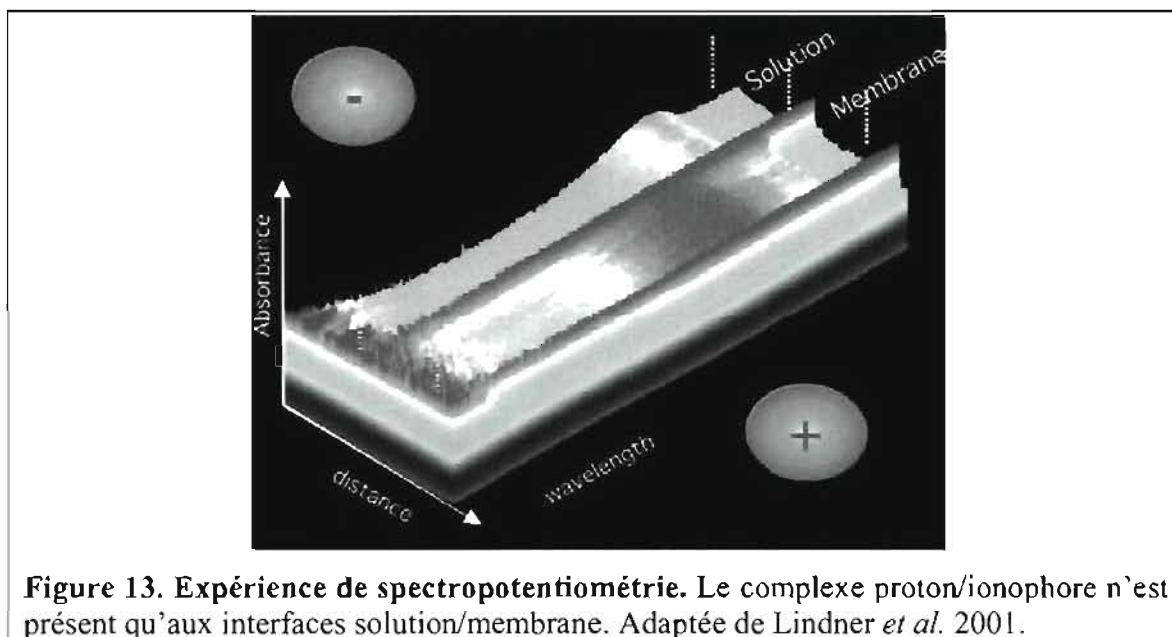 -
Solution
Membrane
Absorbance
distance
wavelength
+
Figure 13. Expérience de spectropotentiométrie. Le complexe proton/ionophore n'est
présent qu'aux interfaces solution/membrane. Adaptée de Lindner et al. 2001.